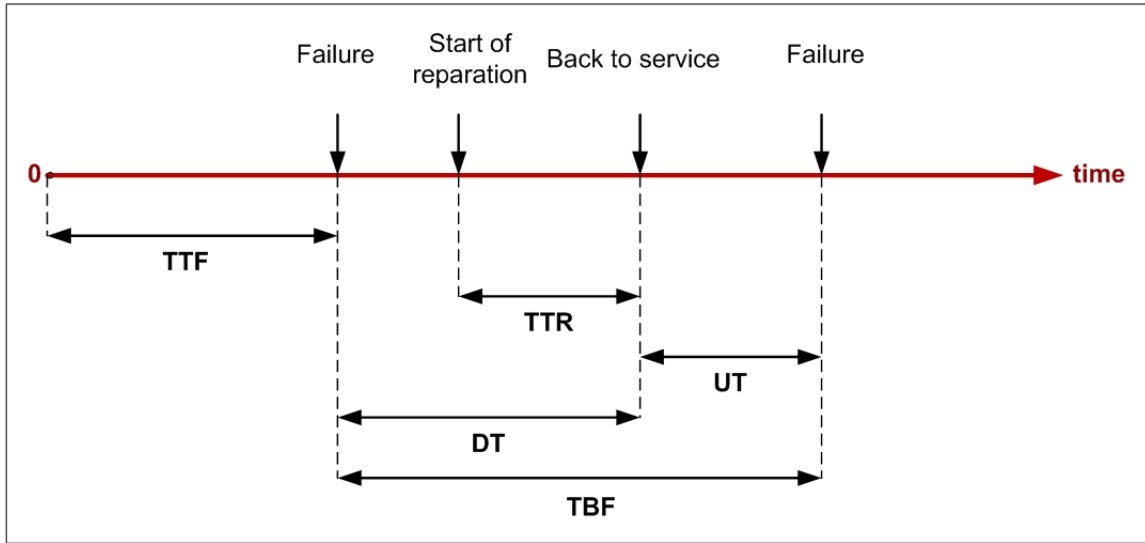 Failure
Start of
reparation
Back to service
Failure
0
time
TTF
TTR
UT
DT
TBF